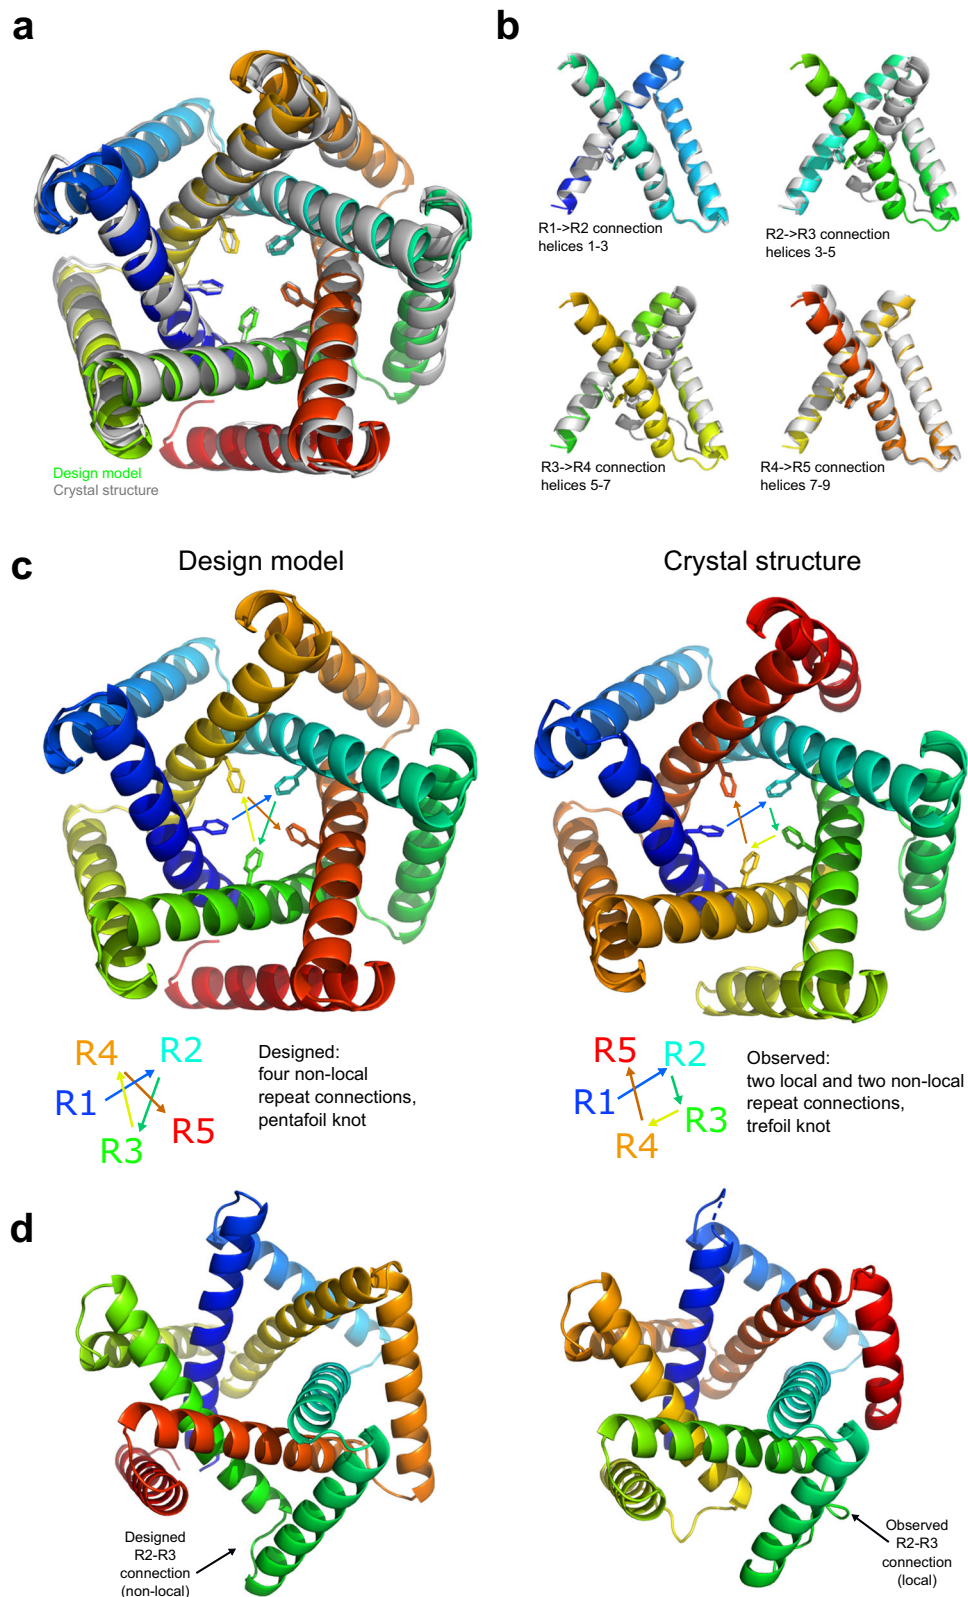 a
b
R1->R2 connection
helices 1-3
R2->R3 connection
helices 3-5
R3->R4 connection
helices 5-7
R4->R5 connection
helices 7-9
Design model
Crystal structure
c
Design model
Crystal structure
R4
R2
R1
R5
R3
Designed:
four non-local
repeat connections,
pentafoil knot
R5
R2
R1
R3
R4
Observed:
two local and two non-local
repeat connections,
trefoil knot
d
Designed
R2-R3
connection
(non-local)
Observed
R2-R3
connection
(local)